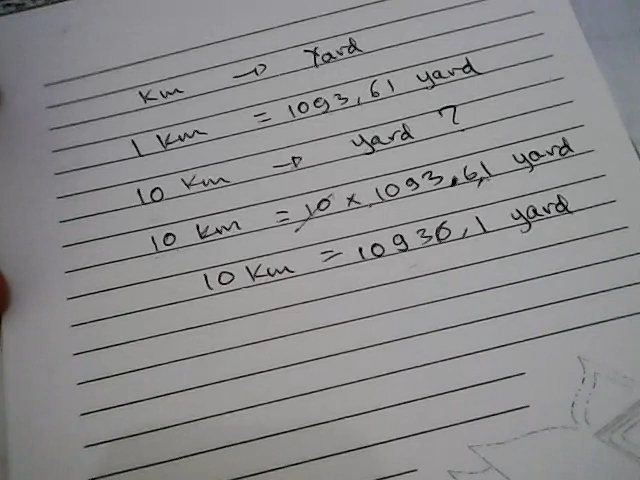 Km → Yard
1 Km = 1093,61 yard
10 Km → yard ?
10 Km = 10 x 1093,61 yard
10 Km = 10936,1 yard